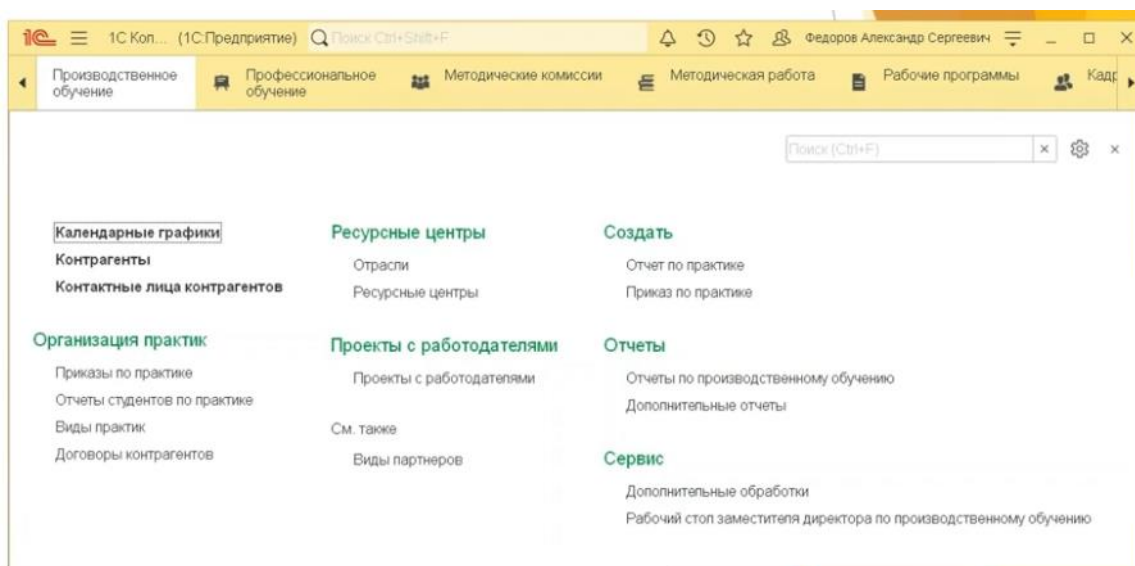 1С Кол... (1С:Предприятие) Поиск Ctrl+Shift+F Федоров Александр Сергеевич
Производственное обучение
Профессиональное обучение
Методические комиссии
Методическая работа
Рабочие программы
Кадр
Поиск (Ctrl+F)
Календарные графики
Контрагенты
Контактные лица контрагентов
Организация практик
Приказы по практике
Отчеты студентов по практике
Виды практик
Договоры контрагентов
Ресурсные центры
Отрасли
Ресурсные центры
Проекты с работодателями
Проекты с работодателями
См. также
Виды партнеров
Создать
Отчет по практике
Приказ по практике
Отчеты
Отчеты по производственному обучению
Дополнительные отчеты
Сервис
Дополнительные обработки
Рабочий стол заместителя директора по производственному обучению